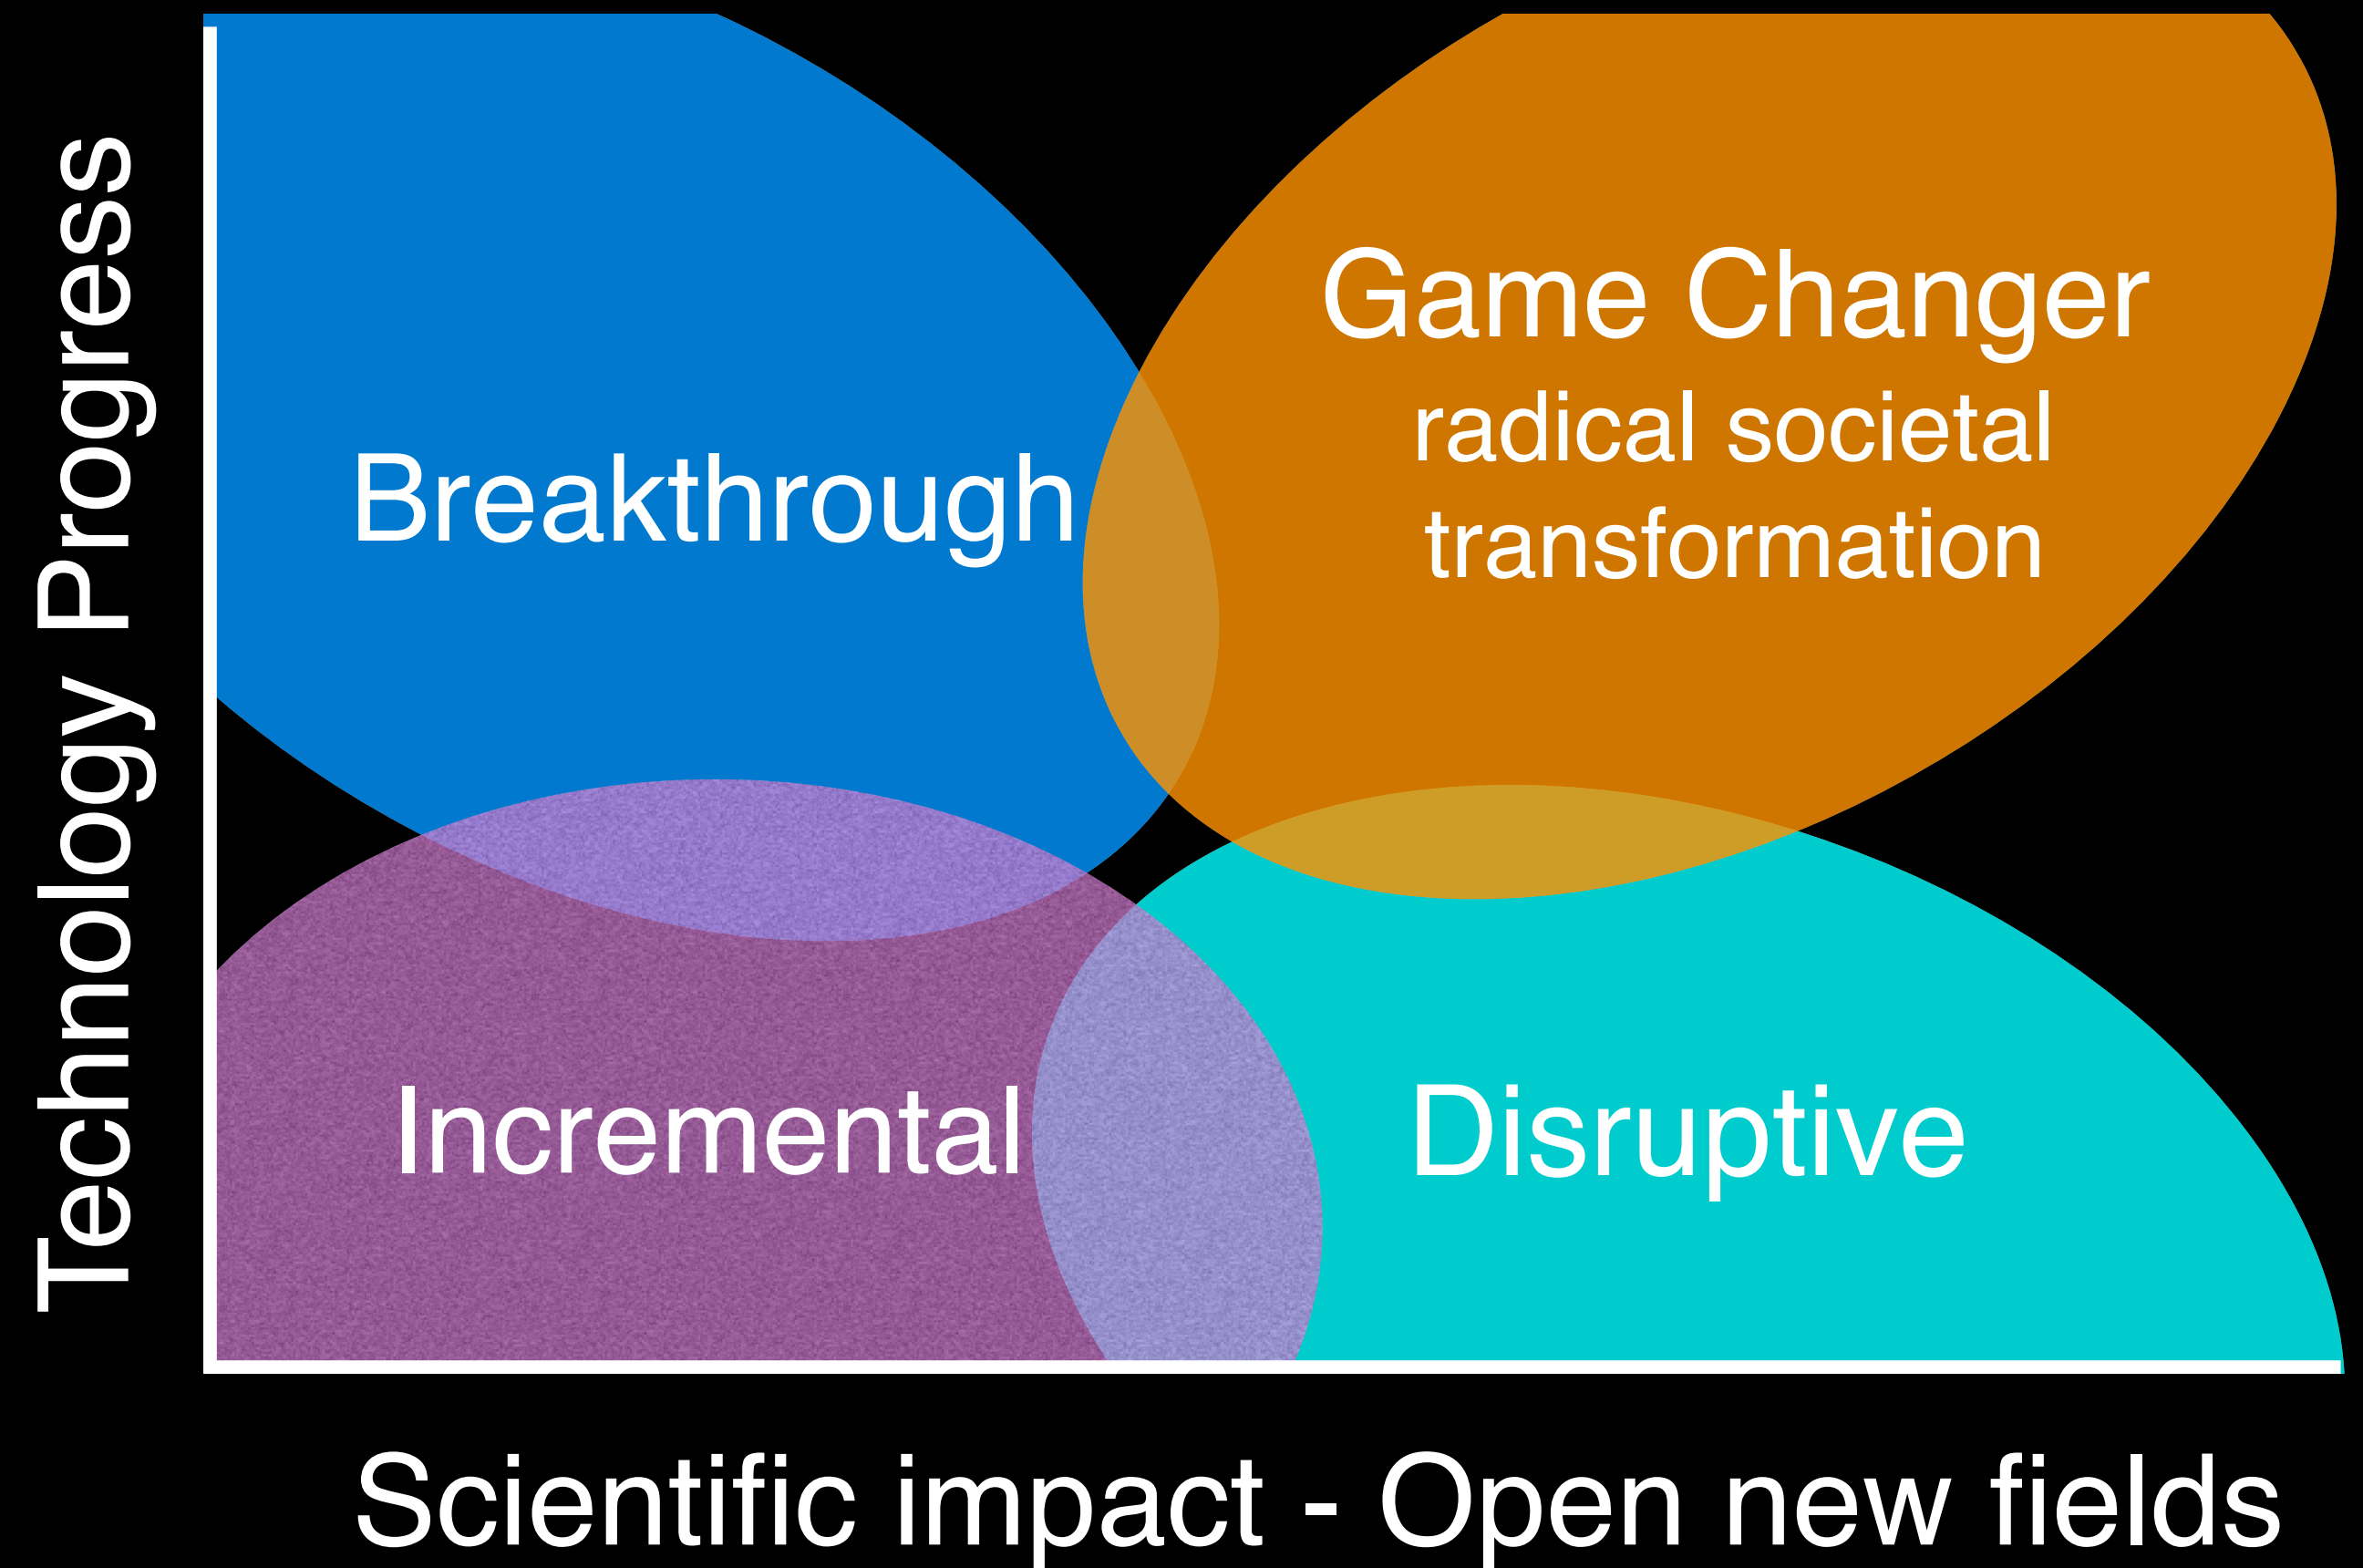 Technology Progress
Breakthrough
Game Changer
radical societal
transformation
Incremental
Disruptive
Scientific impact - Open new fields